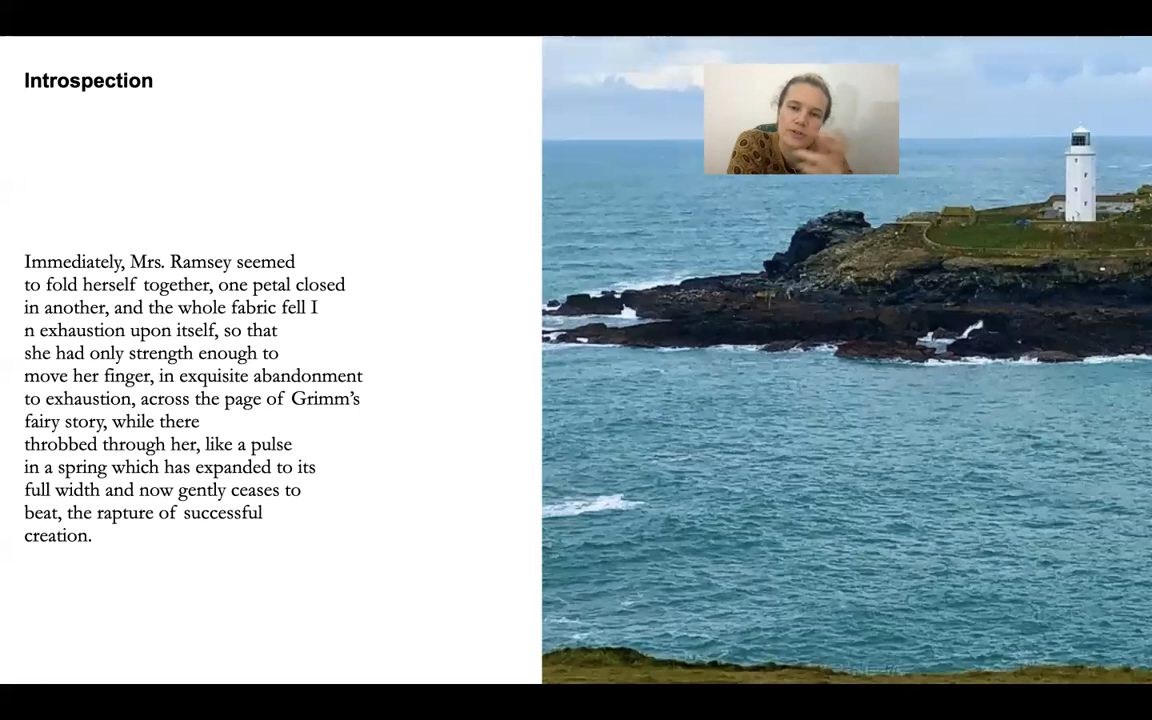 Introspection
Immediately, Mrs. Ramsey seemed
to fold herself together, one petal closed
in another, and the whole fabric fell I
n exhaustion upon itself, so that
she had only strength enough to
move her finger, in exquisite abandonment
to exhaustion, across the page of Grimm’s
fairy story, while there
throbbed through her, like a pulse
in a spring which has expanded to its
full width and now gently ceases to
beat, the rapture of successful
creation.